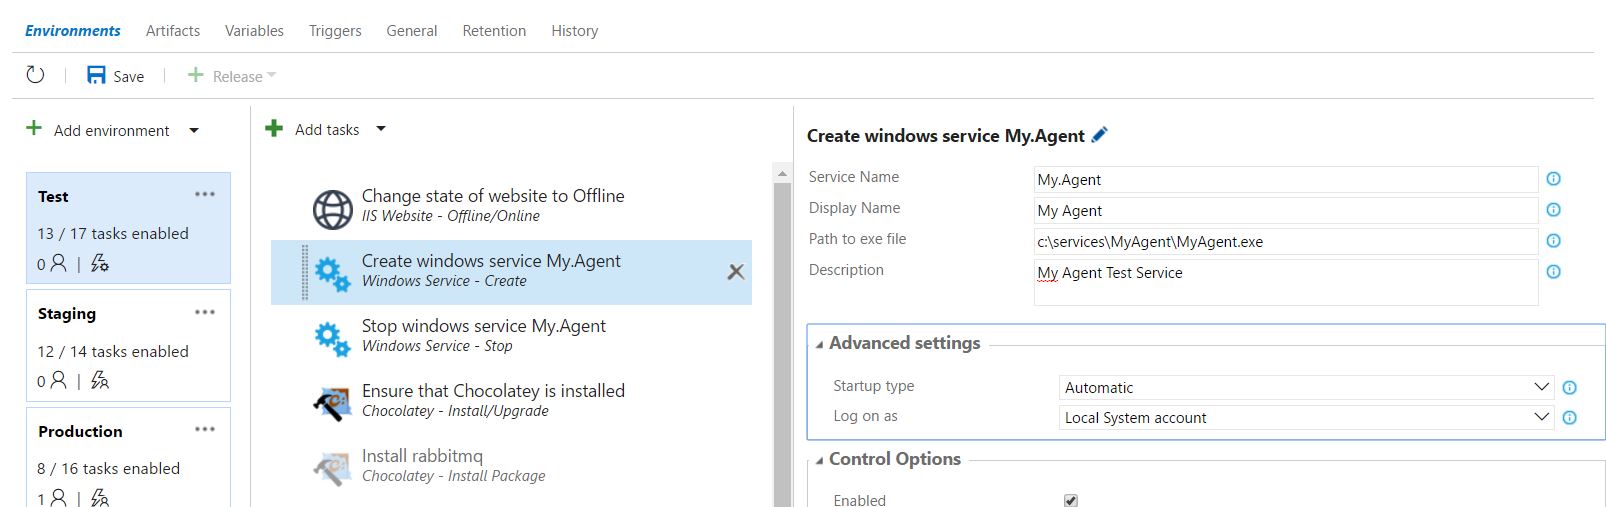 Environments Artifacts Variables Triggers General Retention History
Save Release
Add environment
Test
13 / 17 tasks enabled
0
Staging
12 / 14 tasks enabled
0
Production
8 / 16 tasks enabled
1
Add tasks
Change state of website to Offline
IIS Website - Offline/Online
Create windows service My.Agent
Windows Service - Create
Stop windows service My.Agent
Windows Service - Stop
Ensure that Chocolatey is installed
Chocolatey - Install/Upgrade
Install rabbitmq
Chocolatey - Install Package
Create windows service My.Agent
Service Name My.Agent
Display Name My Agent
Path to exe file c:\services\MyAgent\MyAgent.exe
Description My Agent Test Service
Advanced settings
Startup type Automatic
Log on as Local System account
Control Options
Enabled